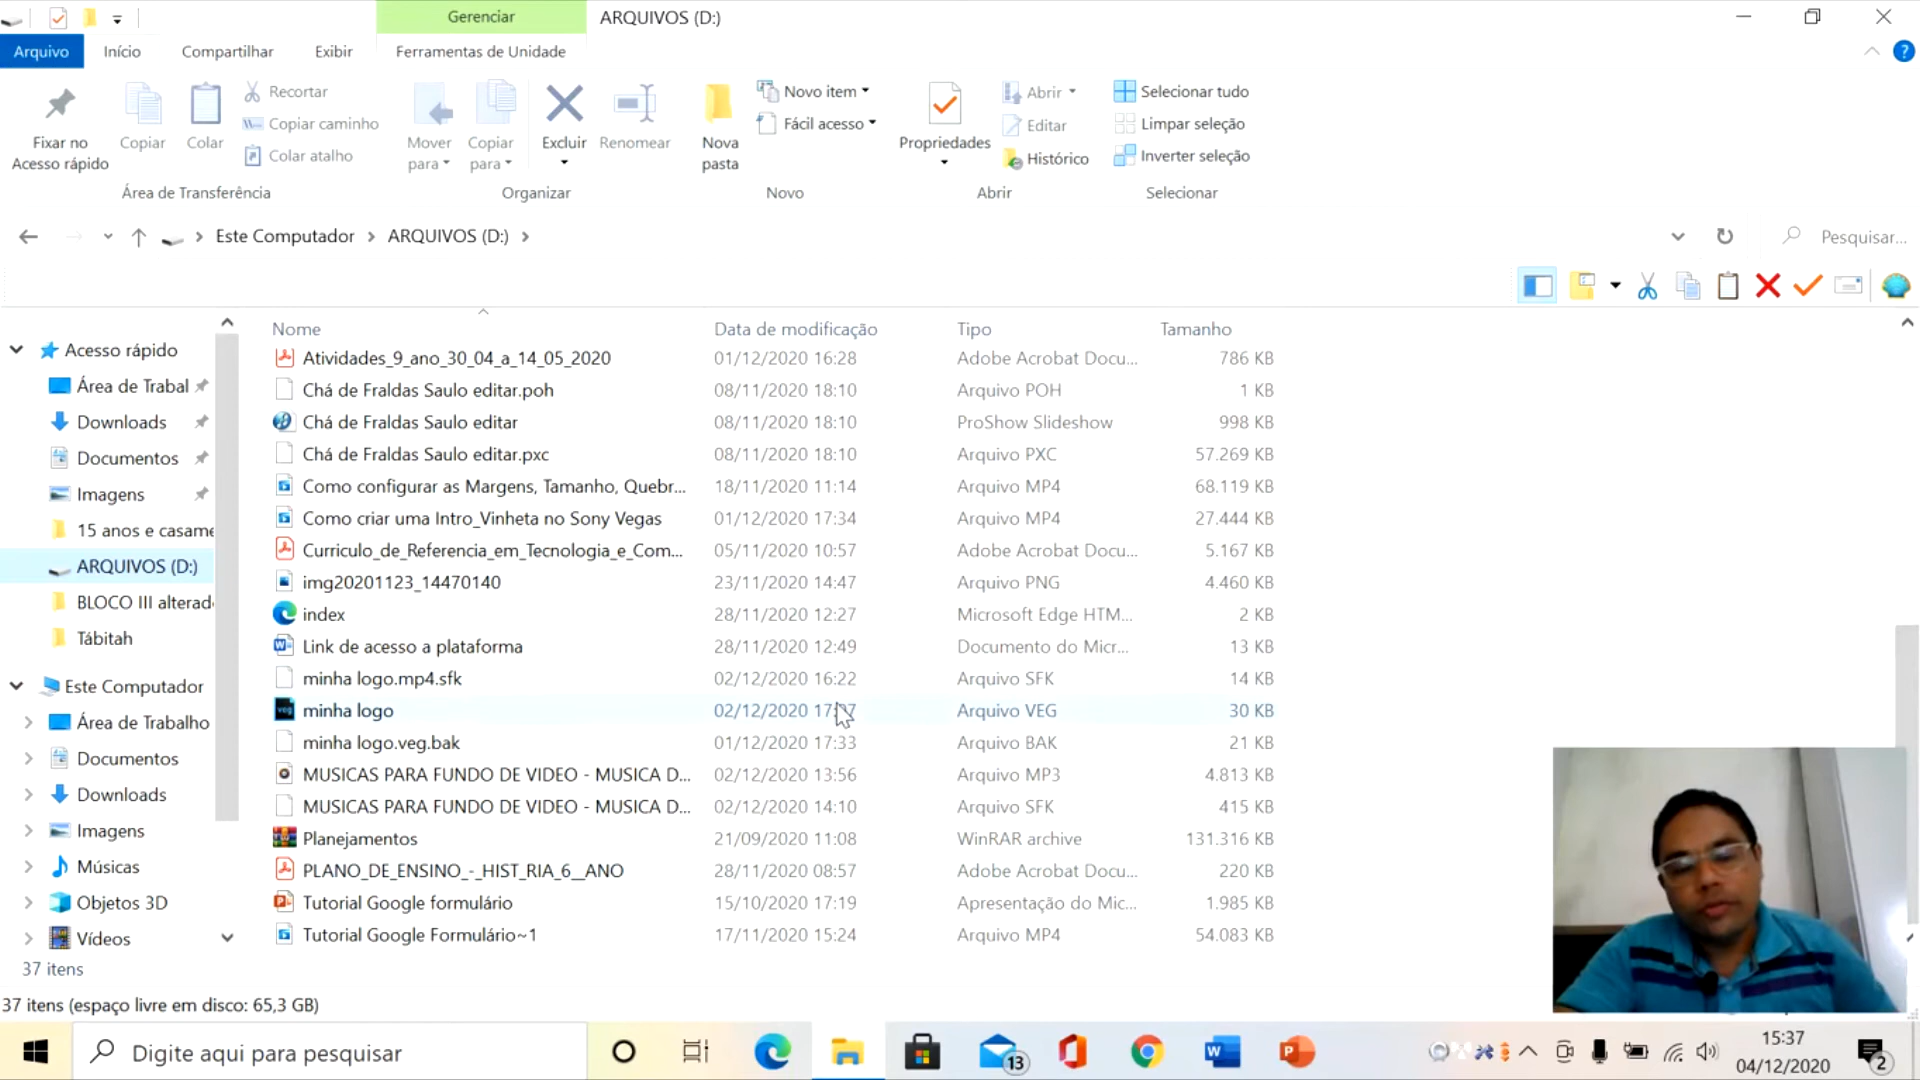 Gerenciar
ARQUIVOS (D:)
Arquivo
Início
Compartilhar
Exibir
Ferramentas de Unidade
Fixar no
Acesso rápido
Copiar
Colar
Recortar
Copiar caminho
Colar atalho
Área de Transferência
Mover
para
Copiar
para
Excluir
Renomear
Organizar
Nova
pasta
Novo item
Fácil acesso
Novo
Propriedades
Abrir
Editar
Histórico
Abrir
Selecionar tudo
Limpar seleção
Inverter seleção
Selecionar
Este Computador
ARQUIVOS (D:)
Pesquisar...
Acesso rápido
Área de Trabal
Downloads
Documentos
Imagens
15 anos e casame
ARQUIVOS (D:)
BLOCO III alterad
Tábitah
Este Computador
Área de Trabalho
Documentos
Downloads
Imagens
Músicas
Objetos 3D
Vídeos
Nome Data de modificação Tipo Tamanho
Atividades_9_ano_30_04_a_14_05_2020 01/12/2020 16:28 Adobe Acrobat Docu... 786 KB
Chá de Fraldas Saulo editar.poh 08/11/2020 18:10 Arquivo POH 1 KB
Chá de Fraldas Saulo editar 08/11/2020 18:10 ProShow Slideshow 998 KB
Chá de Fraldas Saulo editar.pxc 08/11/2020 18:10 Arquivo PXC 57.269 KB
Como configurar as Margens, Tamanho, Quebr... 18/11/2020 11:14 Arquivo MP4 68.119 KB
Como criar uma Intro_Vinheta no Sony Vegas 01/12/2020 17:34 Arquivo MP4 27.444 KB
Curriculo_de_Referencia_em_Tecnologia_e_Com... 05/11/2020 10:57 Adobe Acrobat Docu... 5.167 KB
img20201123_14470140 23/11/2020 14:47 Arquivo PNG 4.460 KB
index 28/11/2020 12:27 Microsoft Edge HTM... 2 KB
Link de acesso a plataforma 28/11/2020 12:49 Documento do Micr... 13 KB
minha logo.mp4.sfk 02/12/2020 16:22 Arquivo SFK 14 KB
minha logo 02/12/2020 Arquivo VEG 30 KB
minha logo.veg.bak 01/12/2020 17:33 Arquivo BAK 21 KB
MUSICAS PARA FUNDO DE VIDEO - MUSICA D... 02/12/2020 13:56 Arquivo MP3 4.813 KB
MUSICAS PARA FUNDO DE VIDEO - MUSICA D... 02/12/2020 14:10 Arquivo SFK 415 KB
Planejamentos 21/09/2020 11:08 WinRAR archive 131.316 KB
PLANO_DE_ENSINO_-_HIST_RIA_6__ANO 28/11/2020 08:57 Adobe Acrobat Docu... 220 KB
Tutorial Google formulário 15/10/2020 17:19 Apresentação do Mic... 1.985 KB
Tutorial Google Formulário~1 17/11/2020 15:24 Arquivo MP4 54.083 KB
37 itens
37 itens (espaço livre em disco: 65,3 GB)
Digite aqui para pesquisar
13
15:37
04/12/2020
2